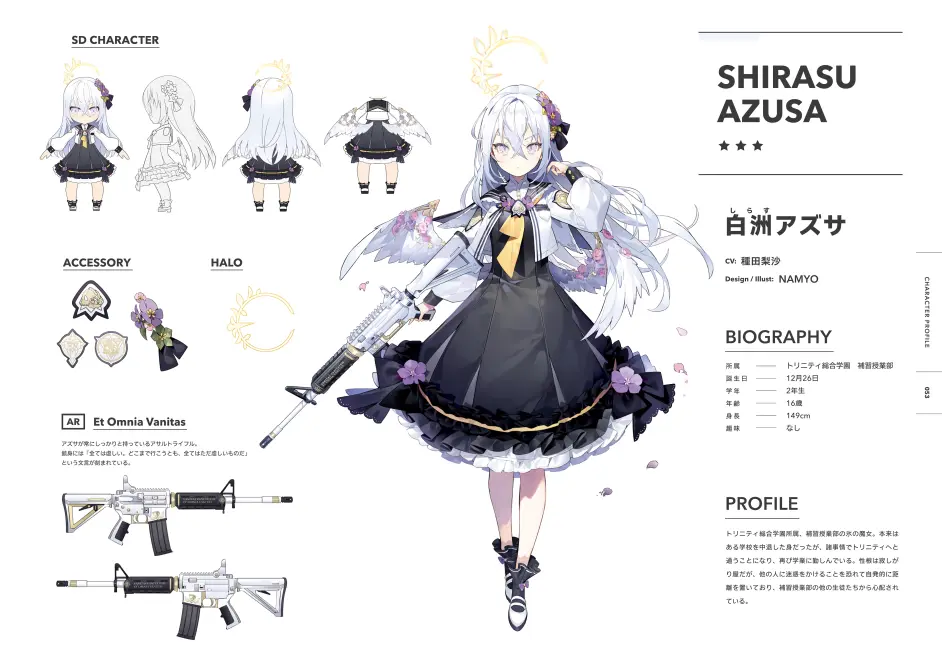 SD CHARACTER
SHIRASU
AZUSA
★★★
しらす
白洲アズサ
CV: 種田梨沙
Design / Illust: NAMYO
ACCESSORY
HALO
BIOGRAPHY
所属 トリニティ総合学園 補習授業部
誕生日 12月26日
学年 2年生
年齢 16歳
身長 149cm
趣味 なし
CHARACTER PROFILE
053
AR Et Omnia Vanitas
アズサが常にしっかりと持っているアサルトライフル。
銃身には「全ては虚しい。どこまで行こうとも、全てはただ虚しいものだ」
という文言が刻まれている。
PROFILE
トリニティ総合学園所属、補習授業部の氷の魔女。本来は
ある学校を中退した身だったが、諸事情でトリニティへと
通うことになり、再び学業に勤しんでいる。性根は寂しが
り屋だが、他の人に迷惑をかけることを恐れて自発的に距
離を置いており、補習授業部の他の生徒たちから心配され
ている。